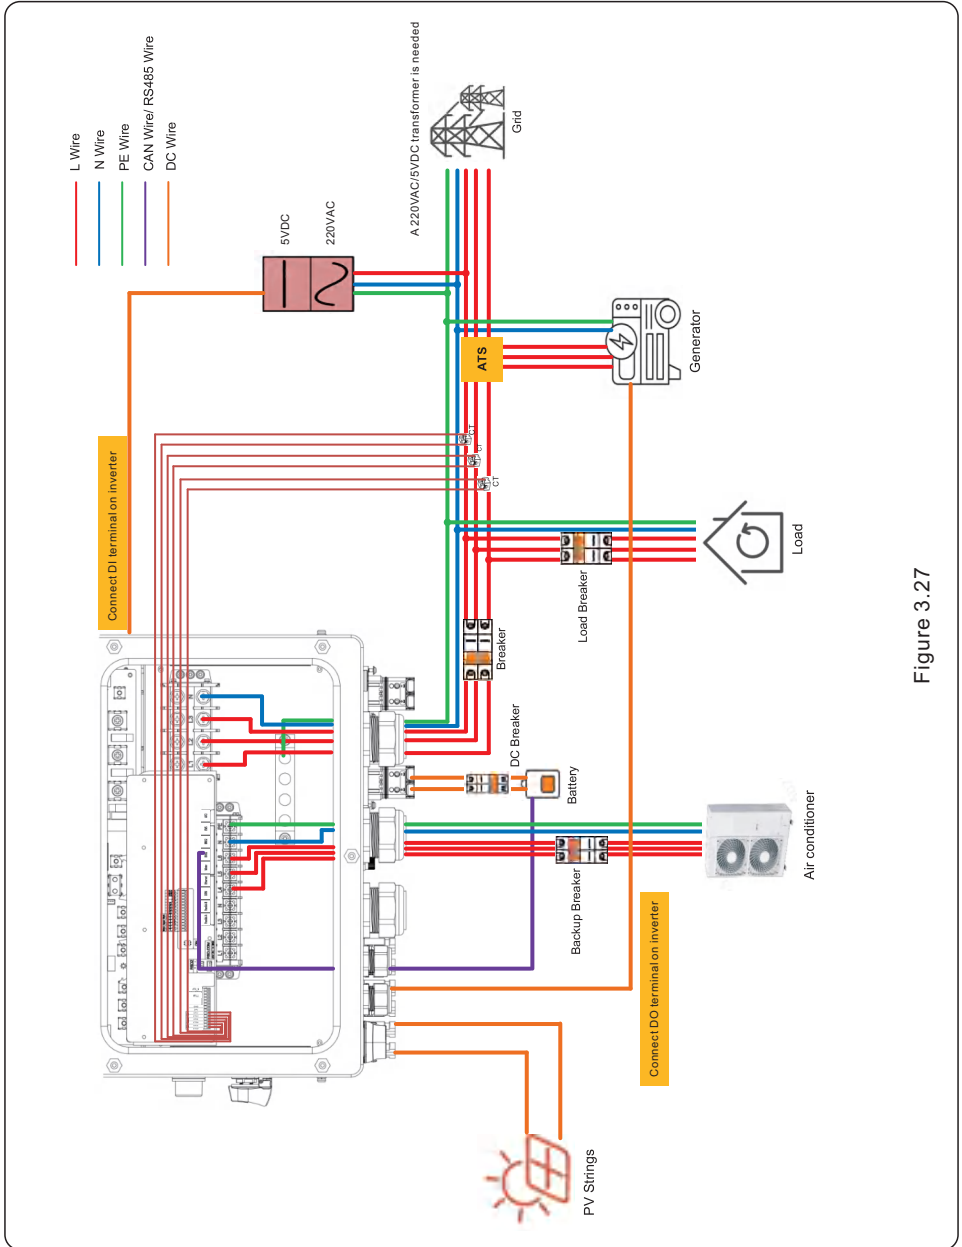 L Wire
N Wire
PE Wire
CAN Wire/ RS485 Wire
DC Wire
5VDC
220VAC
A 220VAC/5VDC transformer is needed
Grid
Connect DI terminal on inverter
ATS
Generator
CT
CT
CT
Load
Load Breaker
Breaker
DC Breaker
Battery
Backup Breaker
Air conditioner
Connect DO terminal on inverter
PV Strings
Figure 3.27